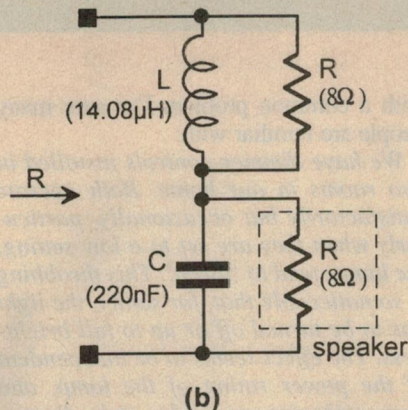 L
(14.08µH)
R
(8Ω)
R
C
(220nF)
R
(8Ω)
speaker
(b)